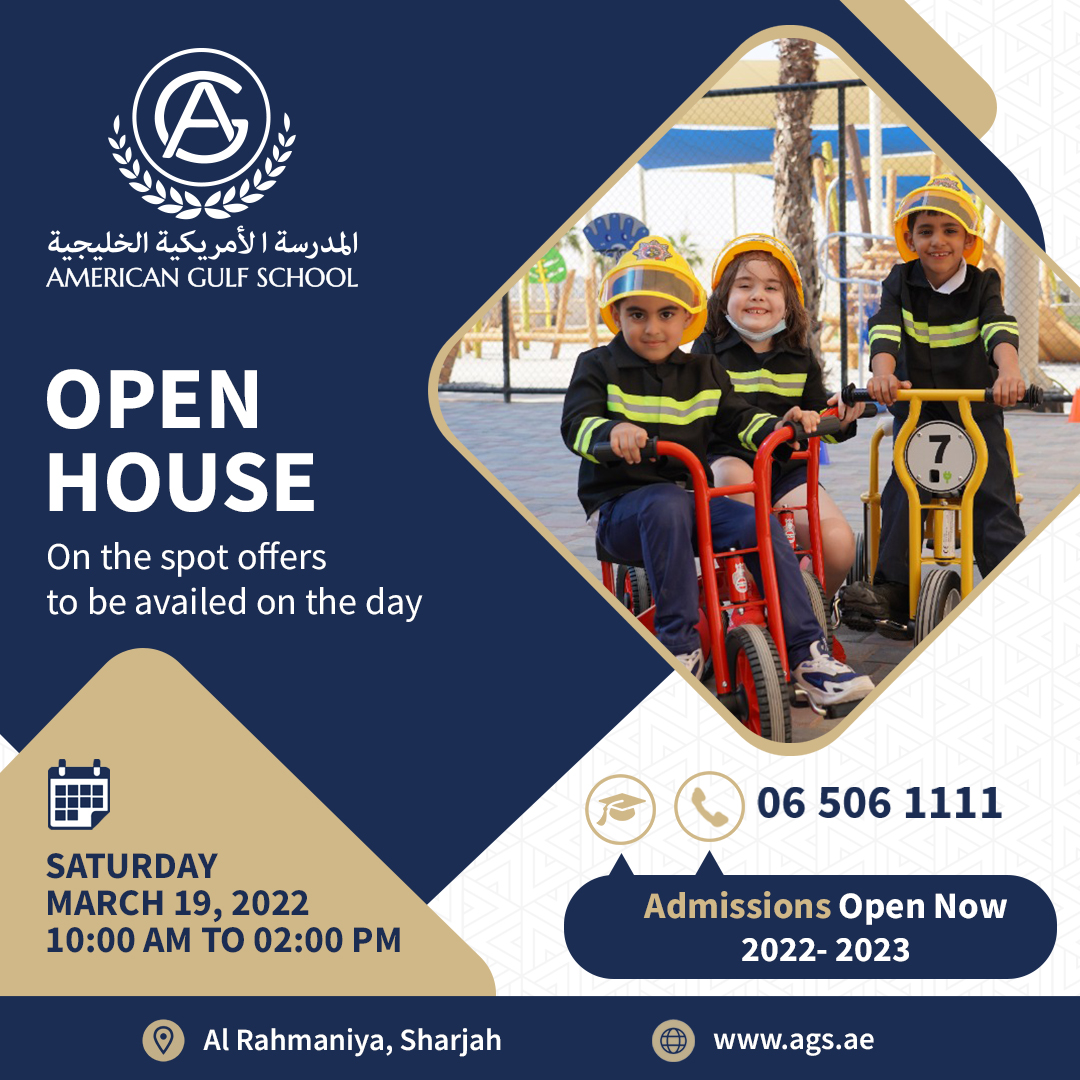 AG
المدرسة الأمريكية الخليجية
AMERICAN GULF SCHOOL
OPEN
HOUSE
On the spot offers
to be availed on the day
7
SATURDAY
MARCH 19, 2022
10:00 AM TO 02:00 PM
06 506 1111
Admissions Open Now
2022- 2023
Al Rahmaniya, Sharjah
www.ags.ae